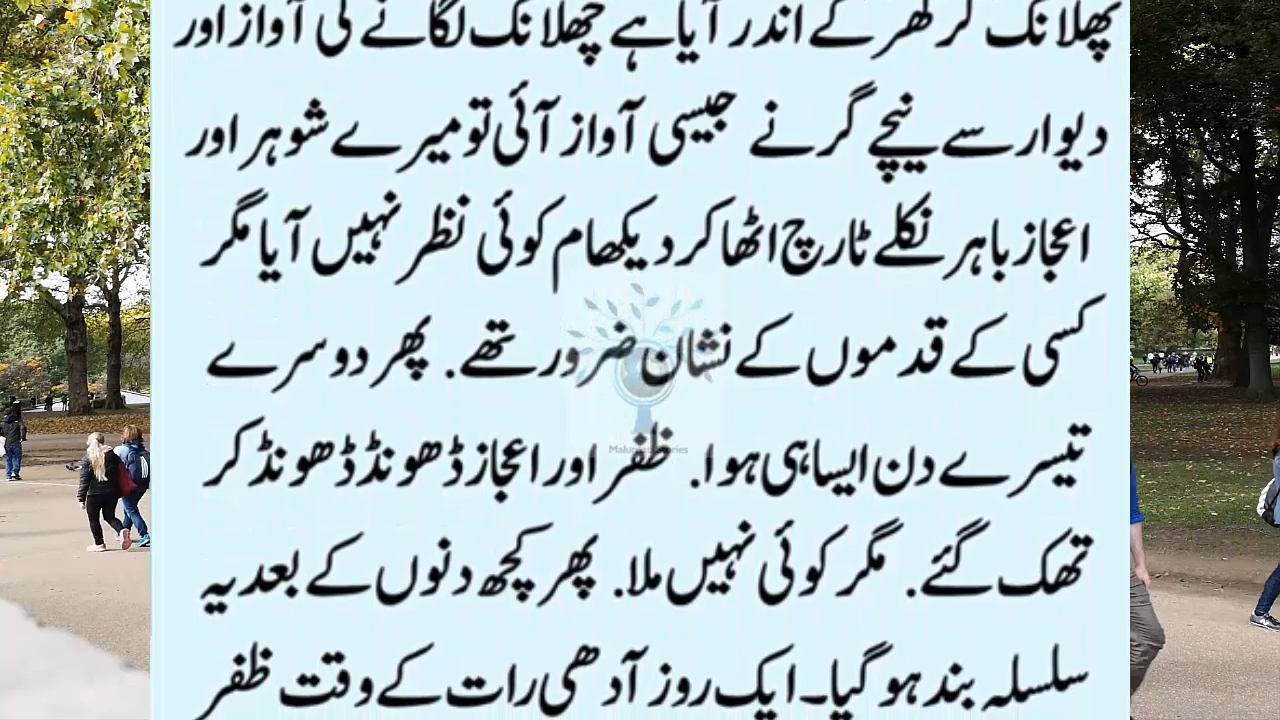 پھلانگ کر گھر کے اندر آیا ہے چھلانگ لگانے کی آواز اور
دیوار سے نیچے گرنے جیسی آواز آئی تو میرے شوہر اور
اعجاز باہر نکلے ٹارچ اٹھا کر دیکھا م کوئی نظر نہیں آیا مگر
کسی کے قدموں کے نشان ضرور تھے. پھر دوسرے
تیسرے دن ایسا ہی ہوا. ظفر اور اعجاز ڈھونڈ ڈھونڈ کر
تھک گئے. مگر کوئی نہیں ملا. پھر کچھ دنوں کے بعد یہ
سلسلہ بند ہو گیا۔ ایک روز آدھی رات کے وقت ظفر